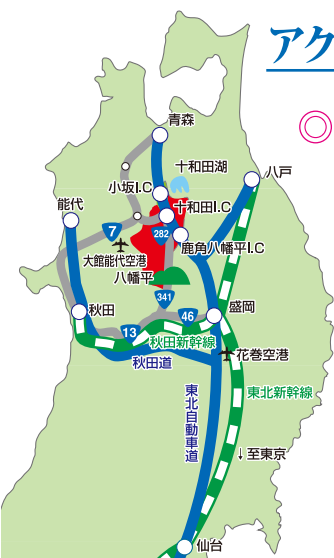 アク
◎
青森
十和田湖
八戸
小坂I.C
能代
十和田I.C
7
282
鹿角八幡平I.C
大館能代空港
八幡平
341
盛岡
秋田
46
13
秋田新幹線
花巻空港
秋田道
東北自動車道
東北新幹線
↓至東京
仙台